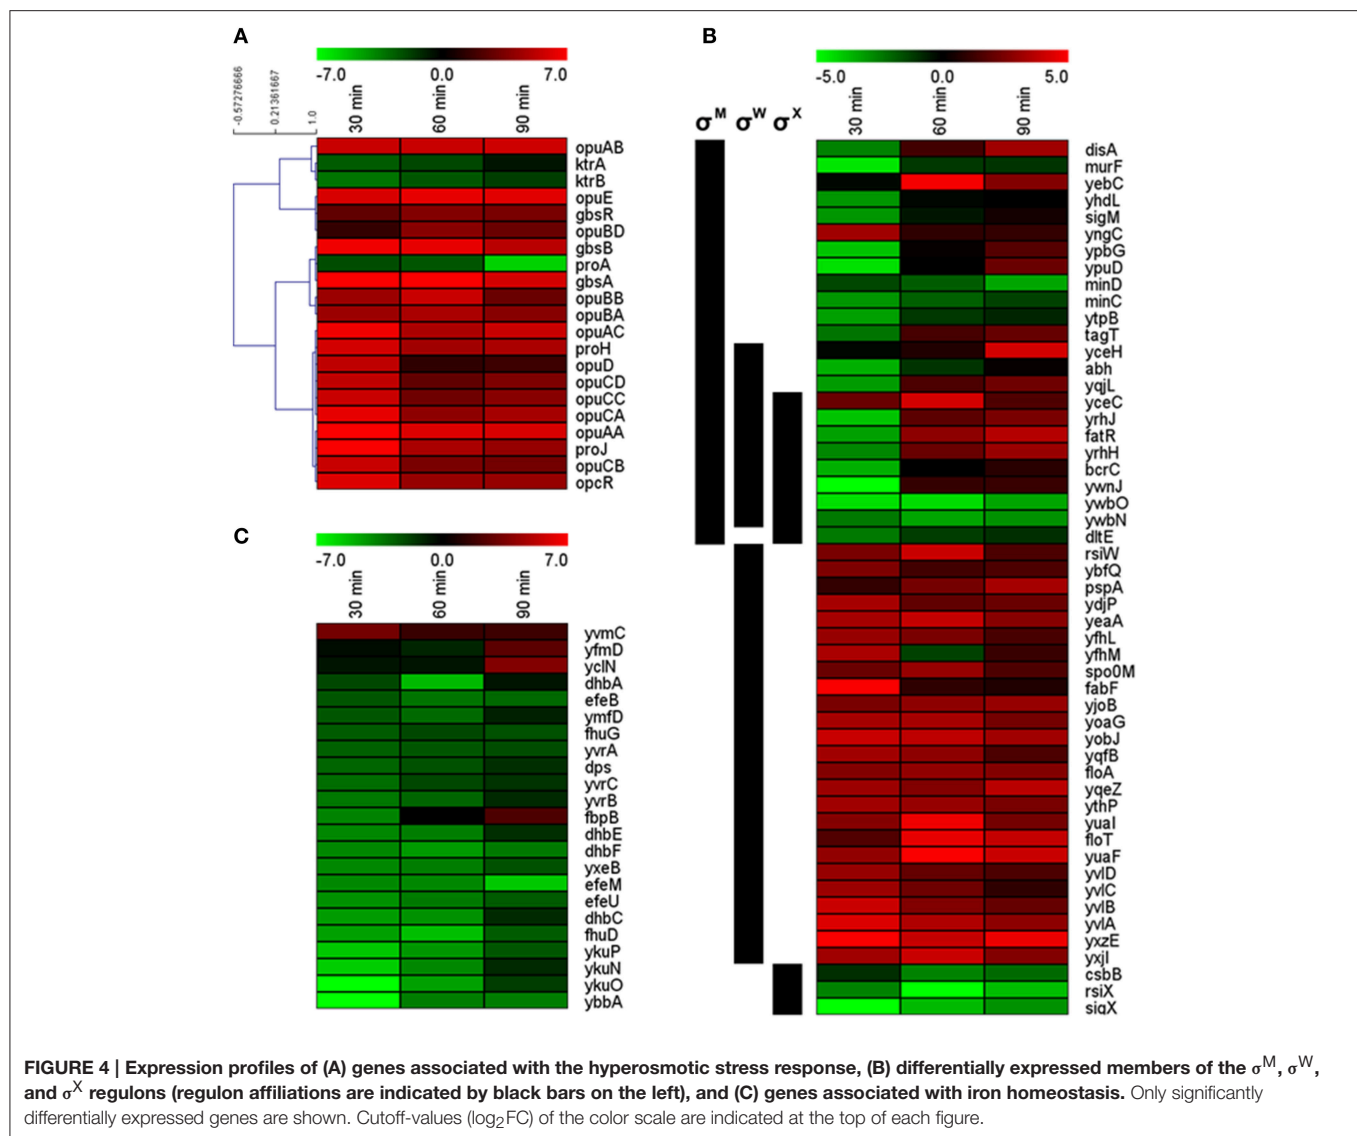 A
-7.0 0.0 7.0
-0.57276666
0.21361667
1.0
30 min
60 min
90 min
opuAB
ktrA
ktrB
opuE
gbsR
opuBD
gbsB
proA
gbsA
opuBB
opuBA
opuAC
proH
opuD
opuCD
opuCC
opuCA
opuAA
proJ
opuCB
opcR
B
-5.0 0.0 5.0
σM σW σX
30 min
60 min
90 min
disA
murF
yebC
yhdL
sigM
yngC
ypbG
ypuD
minD
minC
ytpB
tagT
yceH
abh
yqjL
yceC
yrhJ
fatR
yrhH
bcrC
ywnJ
ywbO
ywbN
dltE
rsiW
ybfQ
pspA
ydjP
yeaA
yfhL
yfhM
spo0M
fabF
yjoB
yoaG
yobJ
yqfB
floA
yqeZ
ythP
yuaI
floT
yuaF
yvlD
yvlC
yvlB
yvlA
yxzE
yxjI
csbB
rsiX
sigX
C
-7.0 0.0 7.0
30 min
60 min
90 min
yvmC
yfmD
yclN
dhbA
efeB
ymfD
fhuG
yvrA
dps
yvrC
yvrB
fbpB
dhbE
dhbF
yxeB
efeM
efeU
dhbC
fhuD
ykuP
ykuN
ykuO
ybbA
FIGURE 4 | Expression profiles of (A) genes associated with the hyperosmotic stress response, (B) differentially expressed members of the σM, σW,
and σX regulons (regulon affiliations are indicated by black bars on the left), and (C) genes associated with iron homeostasis. Only significantly
differentially expressed genes are shown. Cutoff-values (log2FC) of the color scale are indicated at the top of each figure.